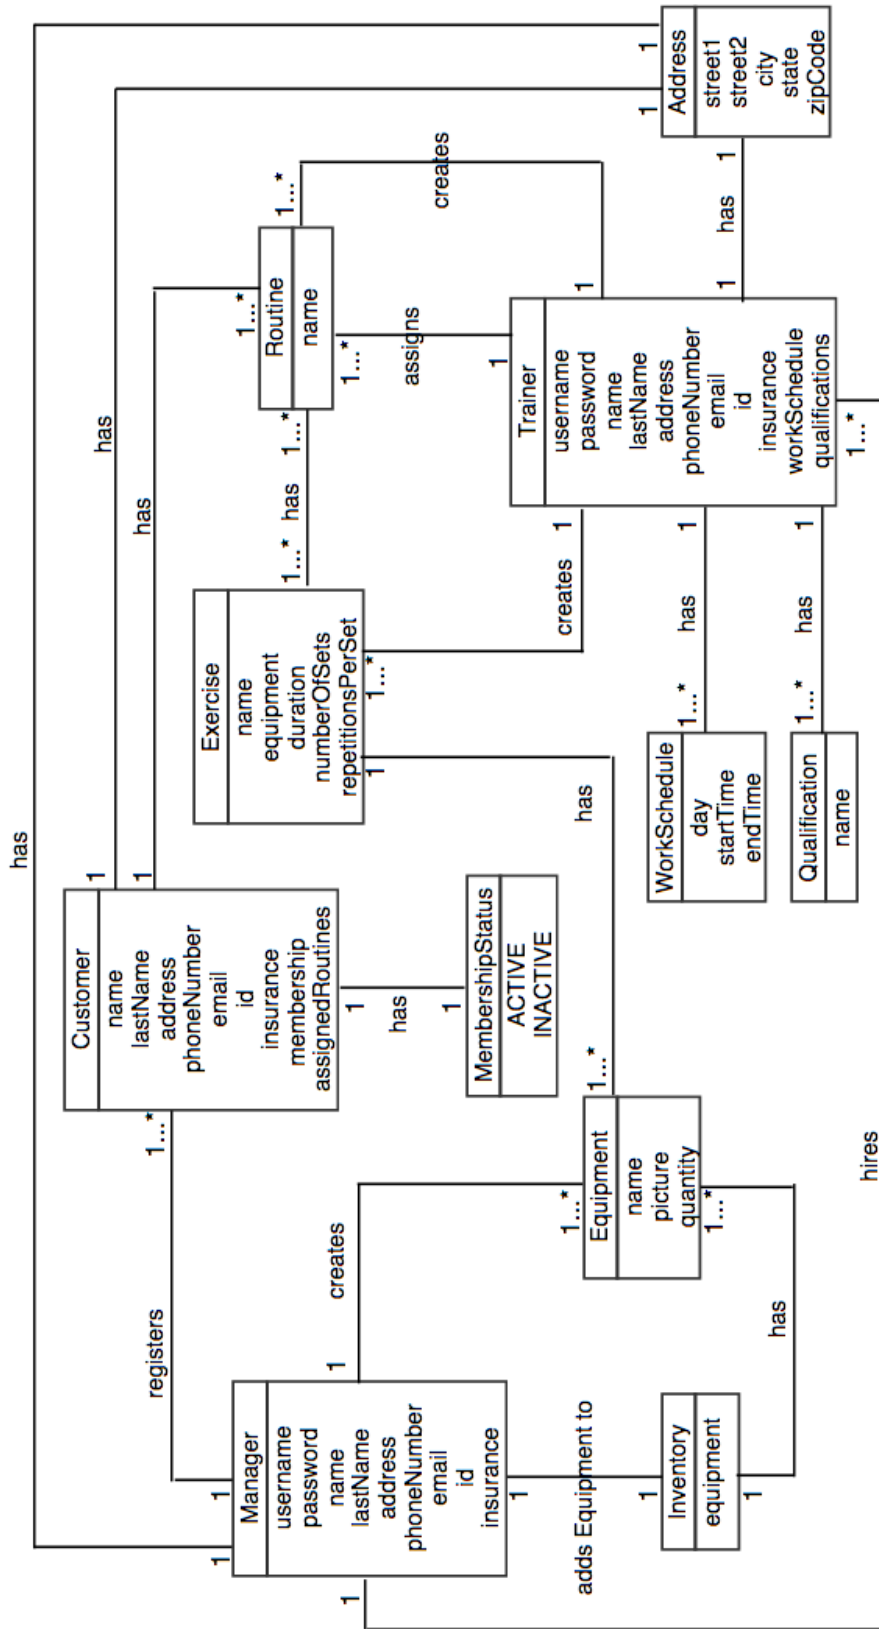 has
has
has
registers
creates
hires
has
has
has
assigns
creates
creates
has
has
has
adds Equipment to
has
Manager
username
password
name
lastName
address
phoneNumber
email
id
insurance
1
1
1
1
1
Customer
name
lastName
address
phoneNumber
email
id
insurance
membership
assignedRoutines
1...*
1
1
1
MembershipStatus
ACTIVE
INACTIVE
1
Exercise
name
equipment
duration
numberOfSets
repetitionsPerSet
1...*
1...*
1
Routine
name
1...*
1...*
1...*
1...*
Address
street1
street2
city
state
zipCode
1
1
1
Trainer
username
password
name
lastName
address
phoneNumber
email
id
insurance
workSchedule
qualifications
1
1
1
1
1
1
1...*
WorkSchedule
day
startTime
endTime
1...*
Qualification
name
1...*
Equipment
name
picture
quantity
1...*
1...*
1...*
Inventory
equipment
1
1